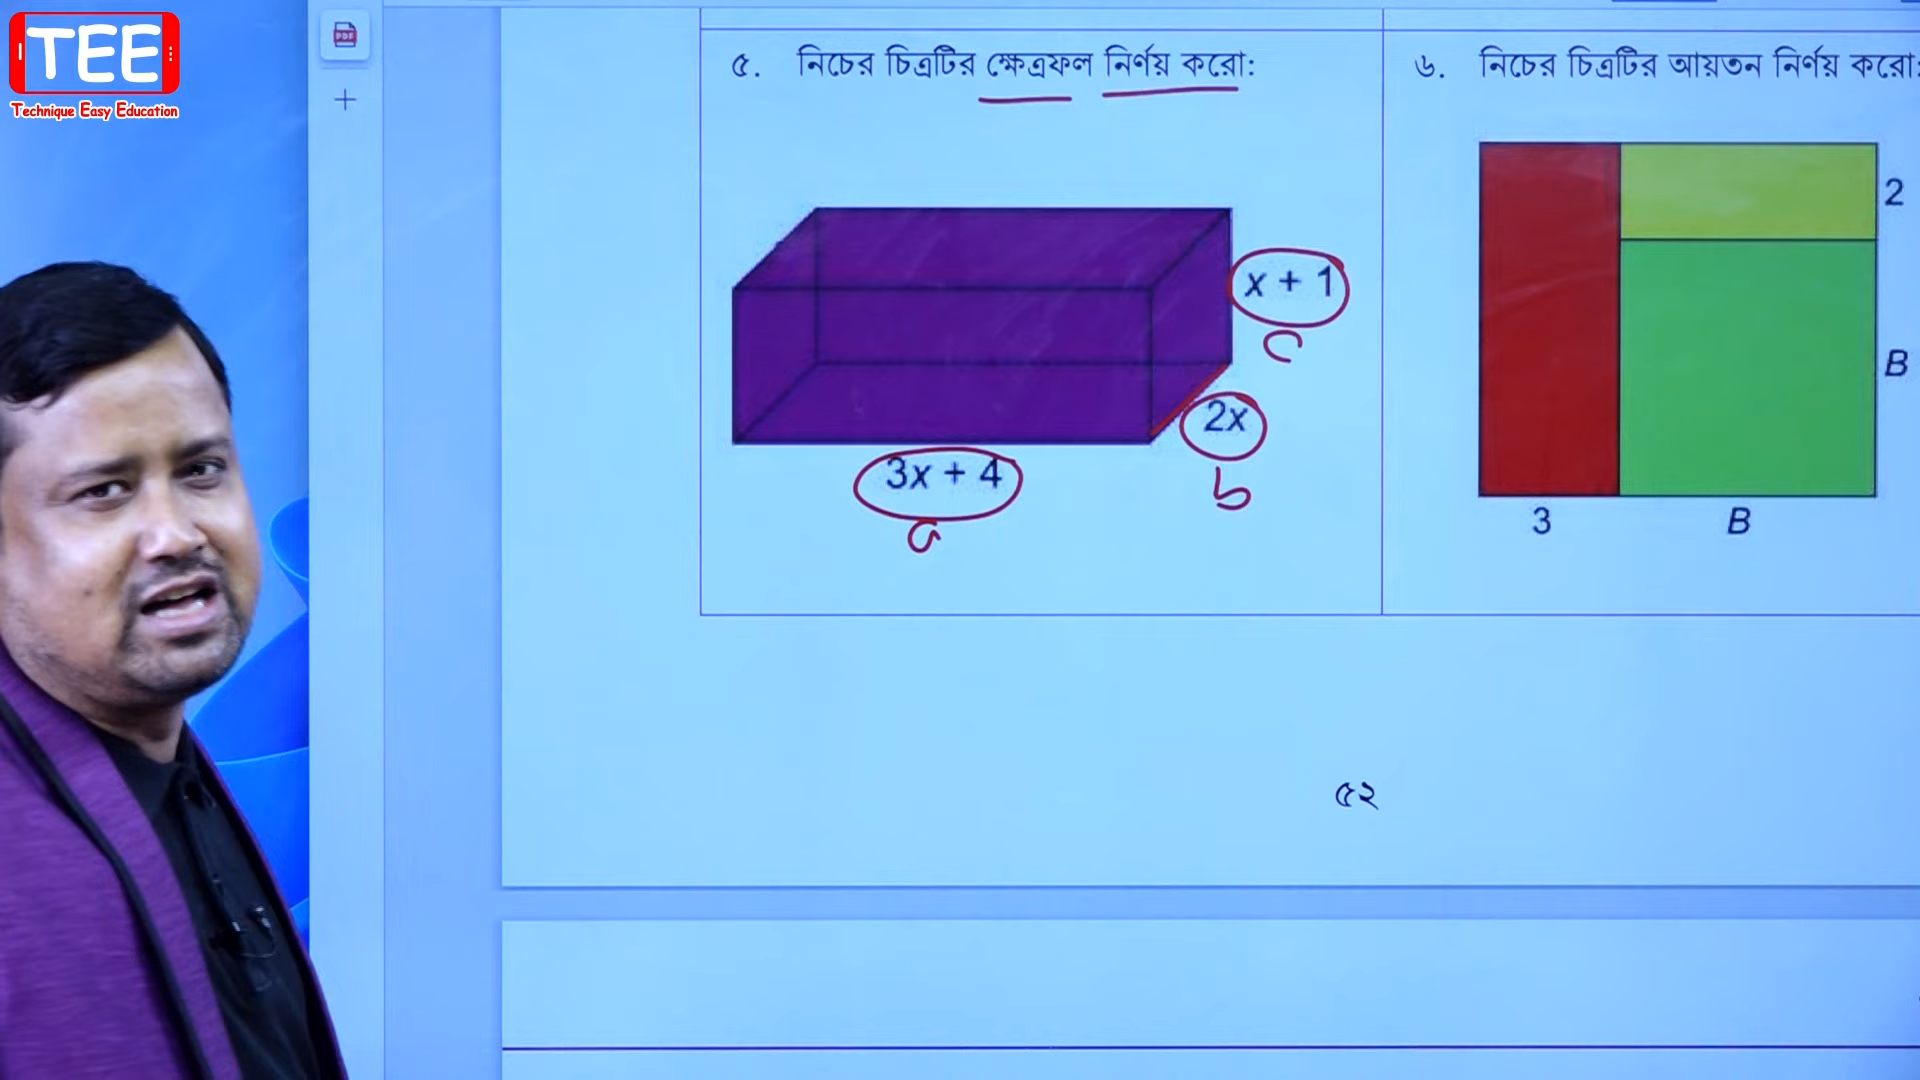 TEE
Technique Easy Education
PDF
৫. নিচের চিত্রটির ক্ষেত্রফল নির্ণয় করো:
x + 1
c
2x
b
3x + 4
a
৬. নিচের চিত্রটির আয়তন নির্ণয় করো:
2
B
3
B
৫২